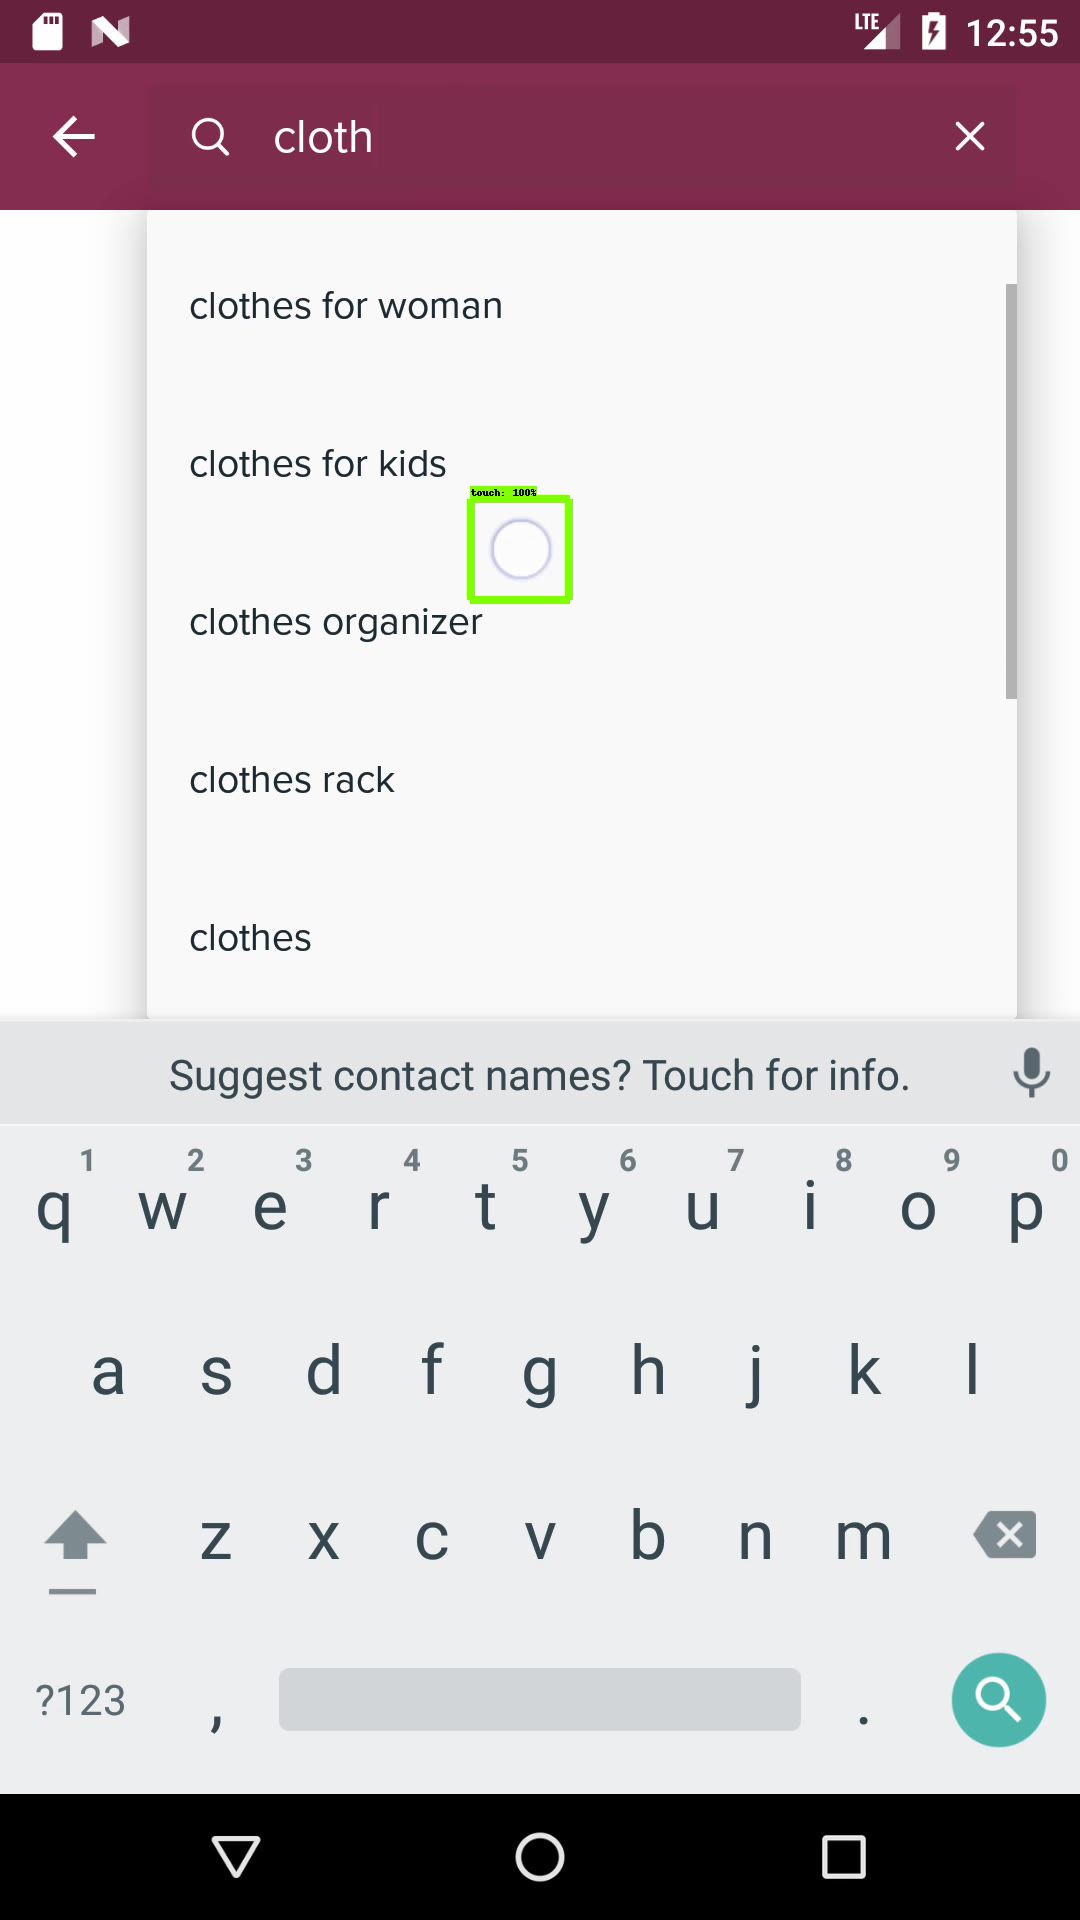 LTE 12:55
cloth
clothes for woman
clothes for kids
touch: 100%
clothes organizer
clothes rack
clothes
Suggest contact names? Touch for info.
1 2 3 4 5 6 7 8 9 0
q w e r t y u i o p
a s d f g h j k l
z x c v b n m
?123 , .